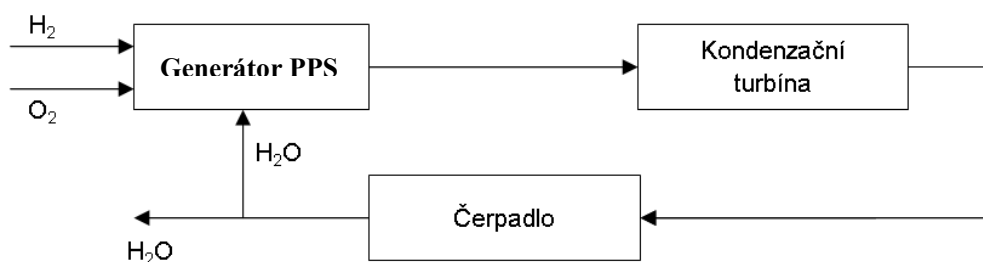 H₂
Generátor PPS
O₂
Kondenzační
turbína
H₂O
Čerpadlo
H₂O